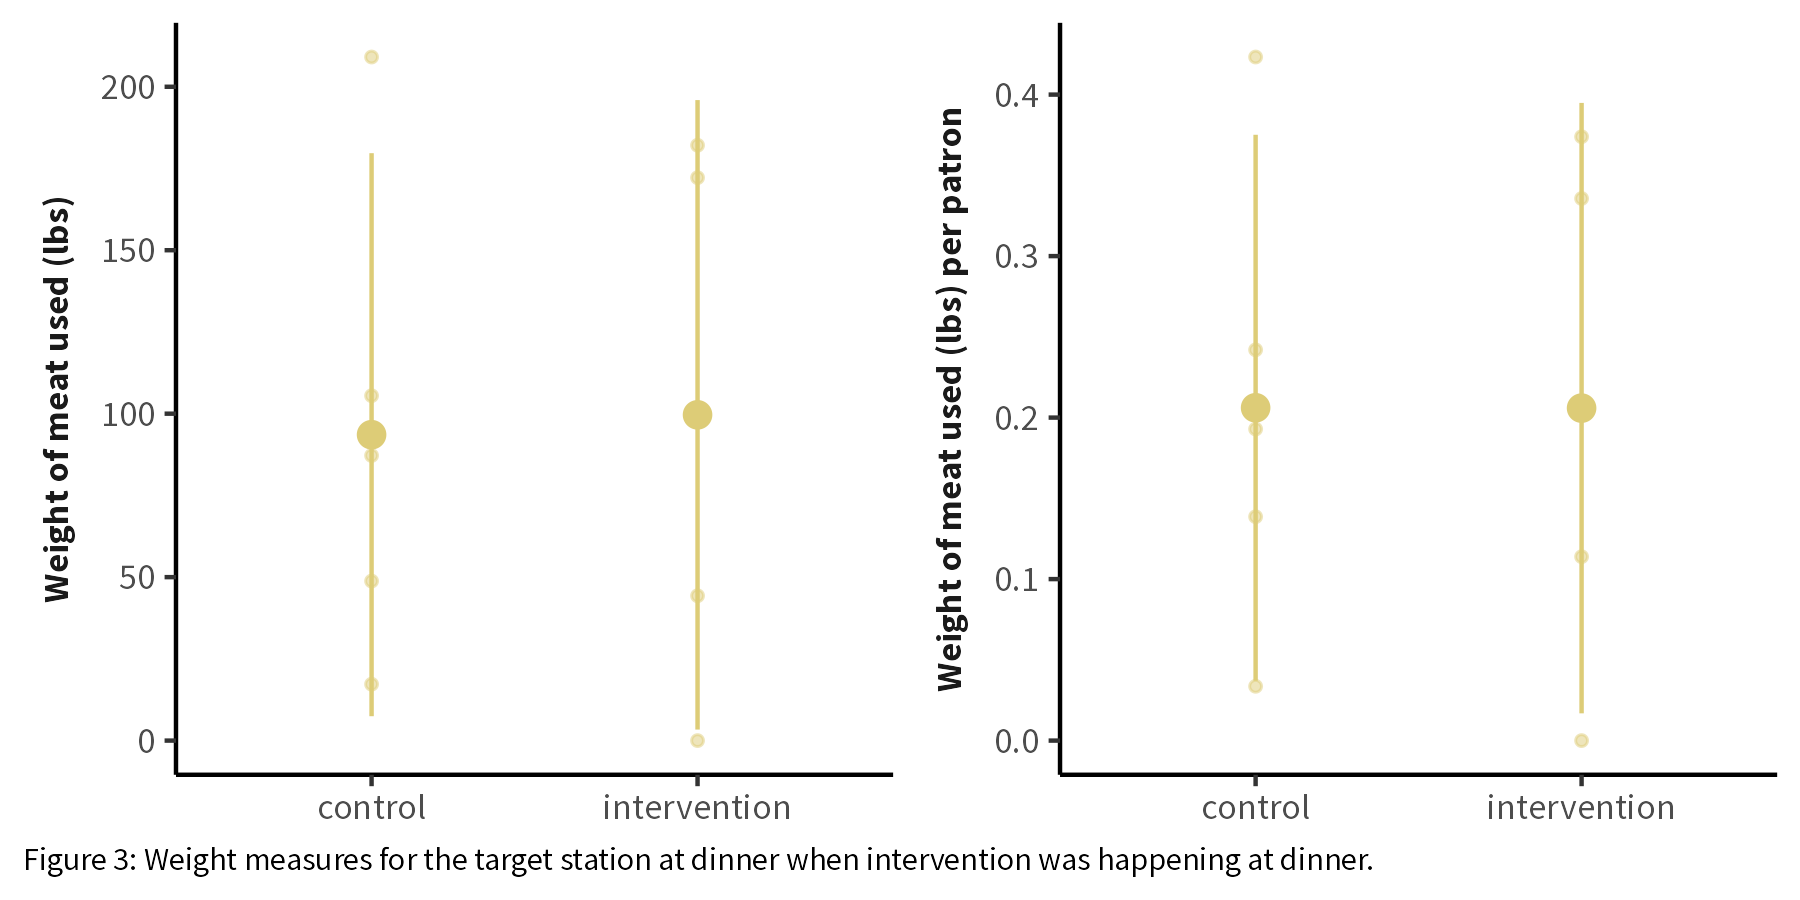 Weight of meat used (lbs)
200
150
100
50
0
control intervention
Weight of meat used (lbs) per patron
0.4
0.3
0.2
0.1
0.0
control intervention
Figure 3: Weight measures for the target station at dinner when intervention was happening at dinner.